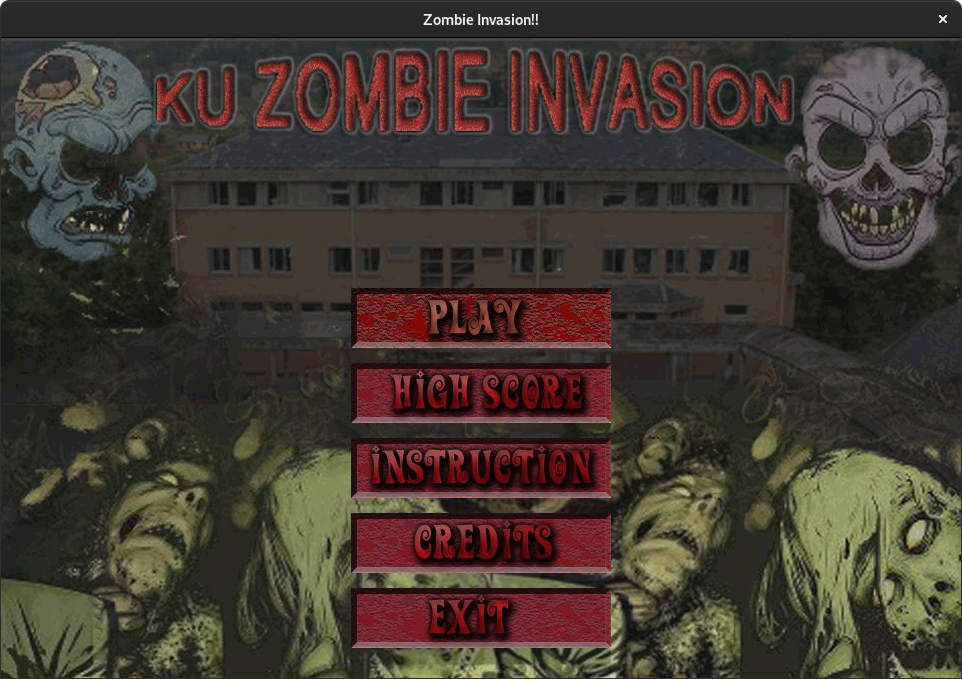 Zombie Invasion!!
KU ZOMBIE INVASION
PLAY
HIGH SCORE
INSTRUCTION
CREDITS
EXIT